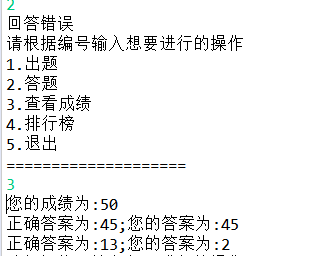 2
回答错误
请根据编号输入想要进行的操作
1.出题
2.答题
3.查看成绩
4.排行榜
5.退出
====================
3
您的成绩为:50
正确答案为:45;您的答案为:45
正确答案为:13;您的答案为:2